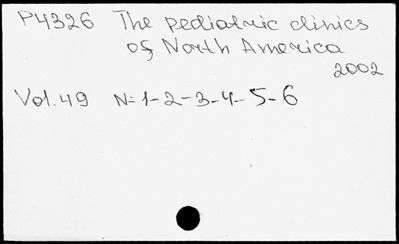 P4326 The pediatric clinics
of North America
2002
Vol. 49 N=1-2-3-4-5-6